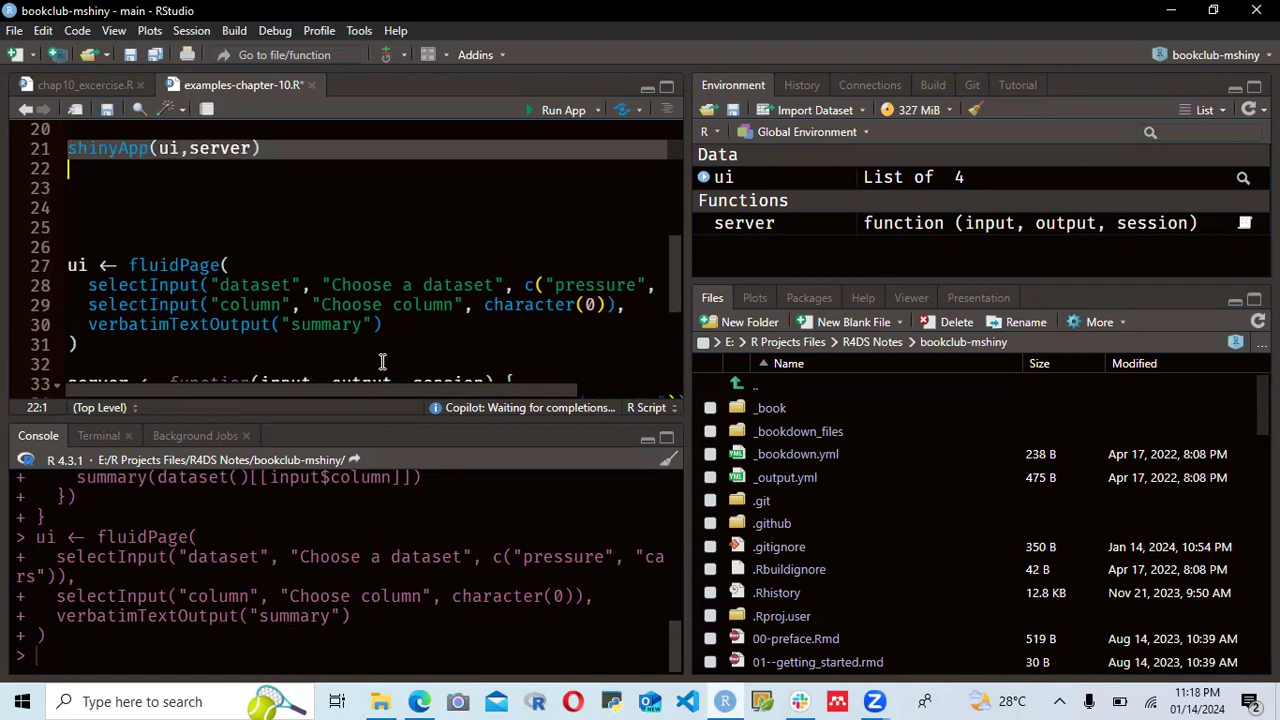 bookclub-mshiny - main - RStudio
File Edit Code View Plots Session Build Debug Profile Tools Help
Go to file/function Addins bookclub-mshiny
chap10_excercise.R examples-chapter-10.R*
Run App
20
21 shinyApp(ui,server)
22
23
24
25
26
27 ui ← fluidPage(
28 selectInput("dataset", "Choose a dataset", c("pressure",
29 selectInput("column", "Choose column", character(0)),
30 verbatimTextOutput("summary")
31 )
32
33 server ← function(input, output, session) {
22:1 (Top Level) Copilot: Waiting for completions... R Script
Console Terminal Background Jobs
R 4.3.1 · E:/R Projects Files/R4DS Notes/bookclub-mshiny/
+ summary(dataset()[[input$column]])
+ })
+ }
> ui ← fluidPage(
+ selectInput("dataset", "Choose a dataset", c("pressure", "ca
rs")),
+ selectInput("column", "Choose column", character(0)),
+ verbatimTextOutput("summary")
+ )
>
Environment History Connections Build Git Tutorial
Import Dataset 327 MiB List
R Global Environment
Data
ui List of 4
Functions
server function (input, output, session)
Files Plots Packages Help Viewer Presentation
New Folder New Blank File Delete Rename More
E: R Projects Files R4DS Notes bookclub-mshiny ...
Name Size Modified
..
_book
_bookdown_files
_bookdown.yml 238 B Apr 17, 2022, 8:08 PM
_output.yml 475 B Apr 17, 2022, 8:08 PM
.git
.github
.gitignore 350 B Jan 14, 2024, 10:54 PM
.Rbuildignore 42 B Apr 17, 2022, 8:08 PM
.Rhistory 12.8 KB Nov 21, 2023, 9:50 AM
.Rproj.user
00-preface.Rmd 519 B Aug 14, 2023, 10:39 AM
01--getting_started.rmd 30 B Aug 14, 2023, 10:39 AM
Type here to search 28°C 11:18 PM
01/14/2024 2